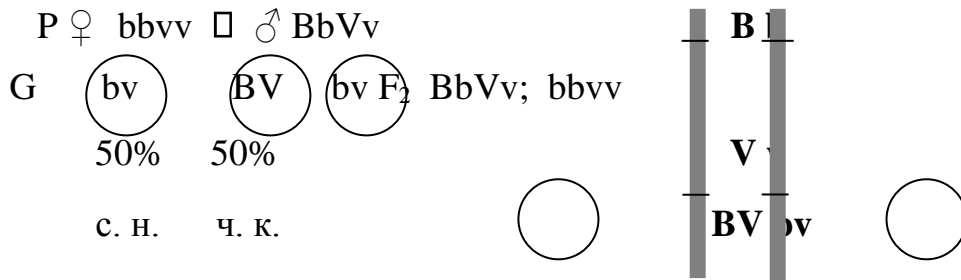 P ♀ bbvv ♂ BbVv B
G bv BV bv F₂ BbVv; bbvv
50% 50% V
с. н. ч. к. BV